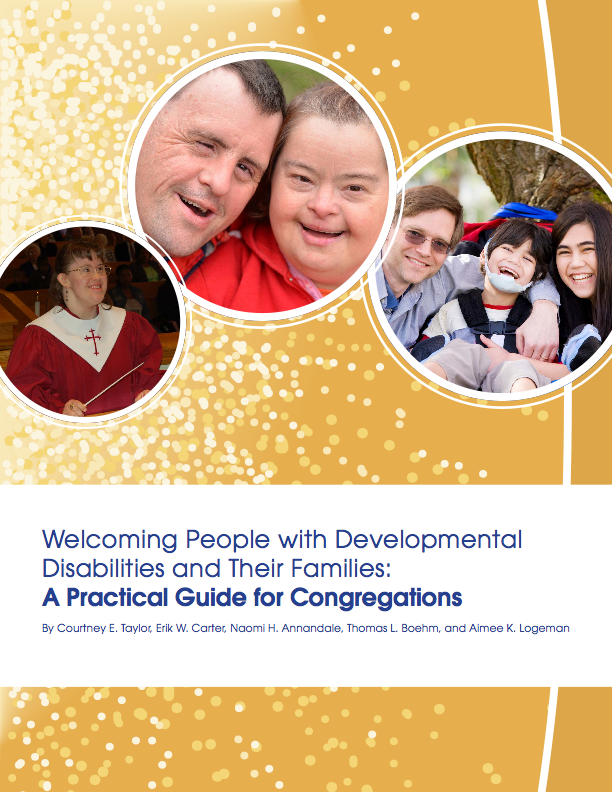 Welcoming People with Developmental
Disabilities and Their Families:
A Practical Guide for Congregations
By Courtney E. Taylor, Erik W. Carter, Naomi H. Annandale, Thomas L. Boehm, and Aimee K. Logeman